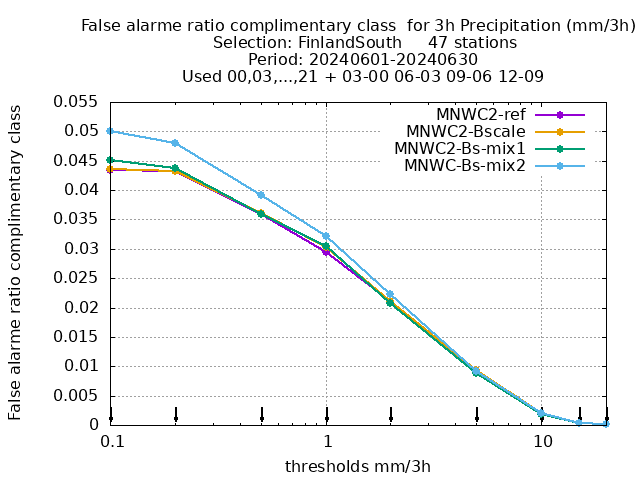 False alarme ratio complimentary class  for 3h Precipitation (mm/3h)
Selection: FinlandSouth     47 stations
Period: 20240601-20240630
Used 00,03,...,21 + 03-00 06-03 09-06 12-09
MNWC2-ref
MNWC2-Bscale
MNWC2-Bs-mix1
MNWC-Bs-mix2
False alarme ratio complimentary class
0.055
0.05
0.045
0.04
0.035
0.03
0.025
0.02
0.015
0.01
0.005
0
0.1 1 10
thresholds mm/3h